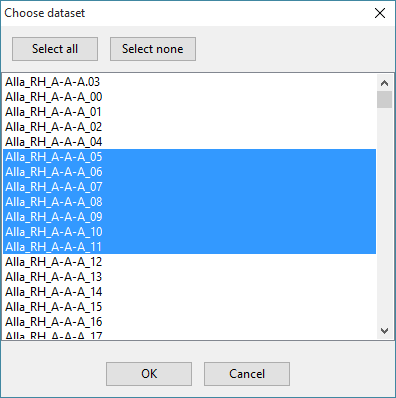 Choose dataset
Select all Select none
Alla_RH_A-A-A.03
Alla_RH_A-A-A_00
Alla_RH_A-A-A_01
Alla_RH_A-A-A_02
Alla_RH_A-A-A_04
Alla_RH_A-A-A_05
Alla_RH_A-A-A_06
Alla_RH_A-A-A_07
Alla_RH_A-A-A_08
Alla_RH_A-A-A_09
Alla_RH_A-A-A_10
Alla_RH_A-A-A_11
Alla_RH_A-A-A_12
Alla_RH_A-A-A_13
Alla_RH_A-A-A_14
Alla_RH_A-A-A_15
Alla_RH_A-A-A_16
Alla_RH_A-A-A_17
OK Cancel